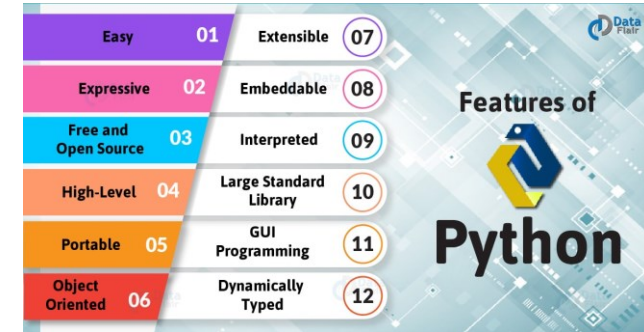 Easy 01
Expressive 02
Free and
Open Source 03
High-Level 04
Portable 05
Object
Oriented 06
Extensible 07
Embeddable 08
Interpreted 09
Large Standard
Library 10
GUI
Programming 11
Dynamically
Typed 12
Data
Flair
Features of
Python